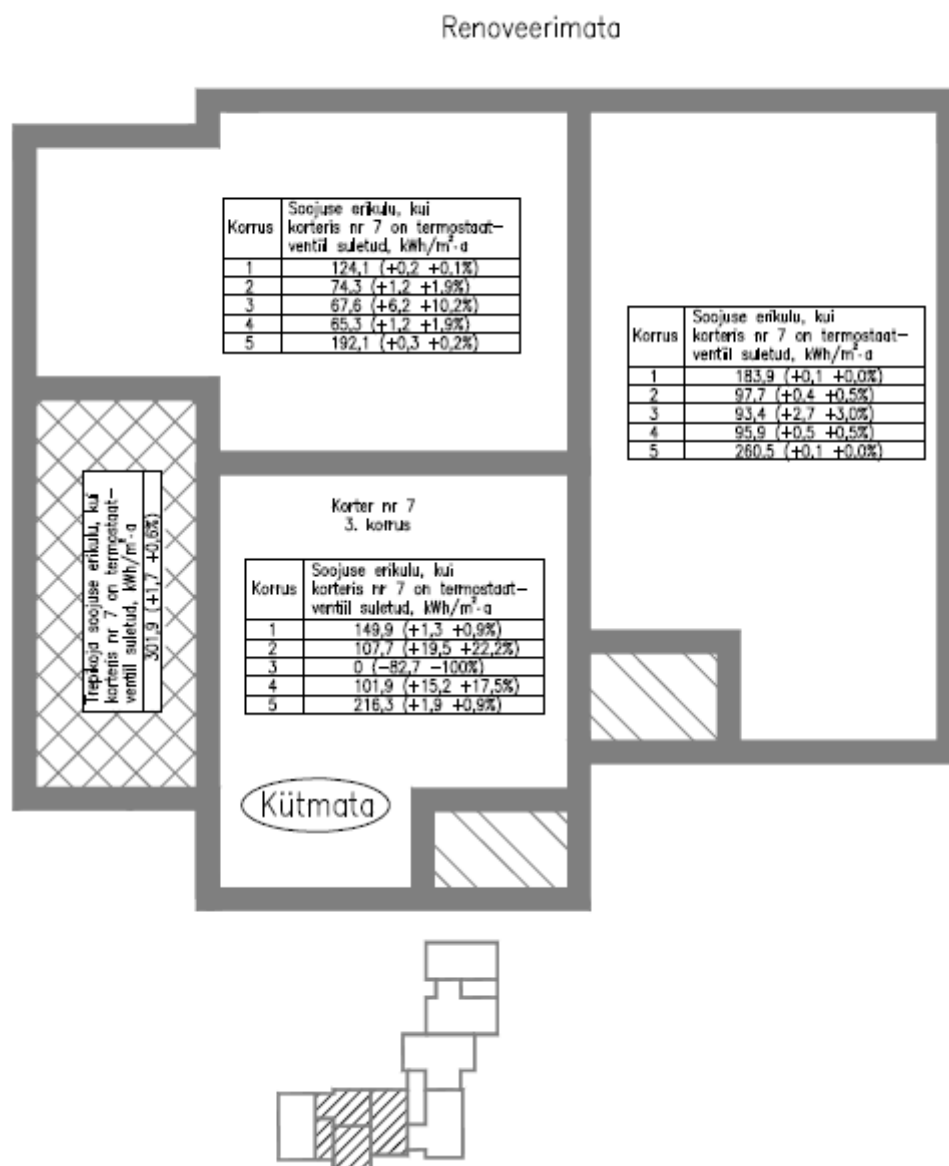 Renoveerimata
Korrus Soojuse erikulu, kui
korteris nr 7 on termostaat-
ventiil suletud, kWh/m²·a
1 124,1 (+0,2 +0,1%)
2 74,3 (+1,2 +1,9%)
3 67,6 (+6,2 +10,2%)
4 65,3 (+1,2 +1,9%)
5 192,1 (+0,3 +0,2%)
Korrus Soojuse erikulu, kui
korteris nr 7 on termostaat-
ventiil suletud, kWh/m²·a
1 183,9 (+0,1 +0,0%)
2 97,7 (+0,4 +0,5%)
3 93,4 (+2,7 +3,0%)
4 95,9 (+0,5 +0,5%)
5 260,5 (+0,1 +0,0%)
Trepikojd soojuse erikulu, kui
korteris nr 7 on termostaat-
ventiil suletud, kWh/m²·a
301,9 (+1,7 +0,6%)
Korter nr 7
3. korrus
Korrus Soojuse erikulu, kui
korteris nr 7 on termostaat-
ventiil suletud, kWh/m²·a
1 149,9 (+1,3 +0,9%)
2 107,7 (+19,5 +22,2%)
3 0 (-82,7 -100%)
4 101,9 (+15,2 +17,5%)
5 216,3 (+1,9 +0,9%)
Kütmata